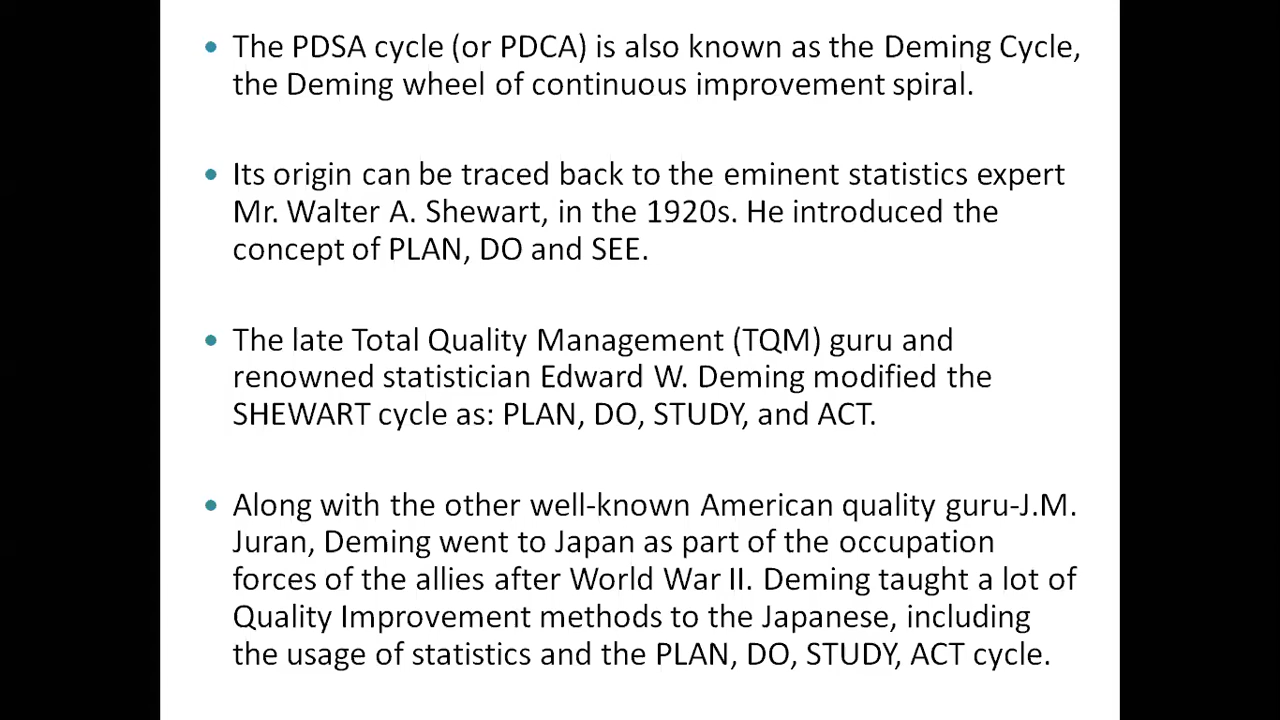 • The PDSA cycle (or PDCA) is also known as the Deming Cycle,
the Deming wheel of continuous improvement spiral.
• Its origin can be traced back to the eminent statistics expert
Mr. Walter A. Shewart, in the 1920s. He introduced the
concept of PLAN, DO and SEE.
• The late Total Quality Management (TQM) guru and
renowned statistician Edward W. Deming modified the
SHEWART cycle as: PLAN, DO, STUDY, and ACT.
• Along with the other well-known American quality guru-J.M.
Juran, Deming went to Japan as part of the occupation
forces of the allies after World War II. Deming taught a lot of
Quality Improvement methods to the Japanese, including
the usage of statistics and the PLAN, DO, STUDY, ACT cycle.